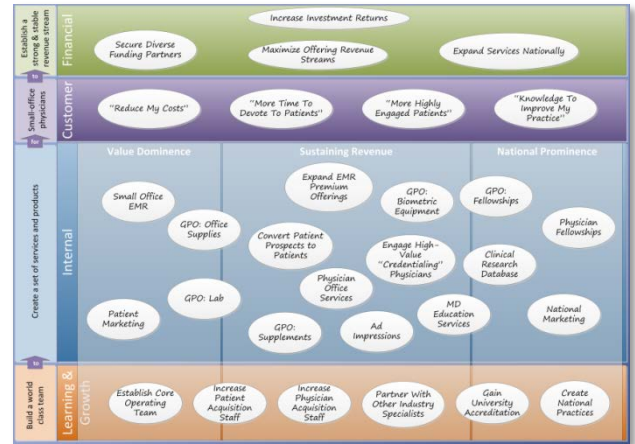 Establish a
strong & stable
revenue stream
Financial
Increase Investment Returns
Secure Diverse
Funding Partners
Maximize Offering Revenue
Streams
Expand Services Nationally
to
Small-office
physicians
Customer
"Reduce My Costs"
"More Time To
Devote To Patients"
"More Highly
Engaged Patients"
"Knowledge To
Improve My
Practice"
for
Create a set of services and products
Internal
Value Dominence
Sustaining Revenue
National Prominence
Small Office
EMR
Expand EMR
Premium
Offerings
GPO:
Biometric
Equipment
GPO:
Fellowships
GPO: Office
Supplies
Physician
Fellowships
Convert Patient
Prospects to
Patients
Engage High-
Value
"Credentialing"
Physicians
Clinical
Research
Database
Physician
Office
Services
GPO: Lab
Patient
Marketing
GPO:
Supplements
Ad
Impressions
MD
Education
Services
National
Marketing
to
Build a world
class team
Learning &
Growth
Establish Core
Operating
Team
Increase
Patient
Acquisition
Staff
Increase
Physician
Acquisition
Staff
Partner With
Other Industry
Specialists
Gain
University
Accreditation
Create
National
Practices